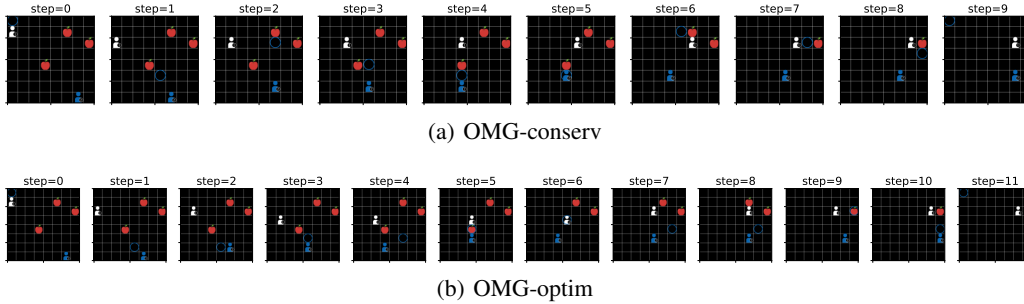 step=0 step=1 step=2 step=3 step=4 step=5 step=6 step=7 step=8 step=9
(a) OMG-conserv
step=0 step=1 step=2 step=3 step=4 step=5 step=6 step=7 step=8 step=9 step=10 step=11
(b) OMG-optim